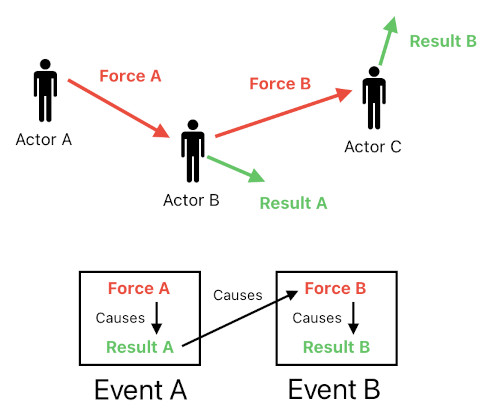 Result B
Force A
Force B
Actor A
Actor C
Actor B
Result A
Force A
Causes
Result A
Causes
Force B
Causes
Result B
Event A
Event B